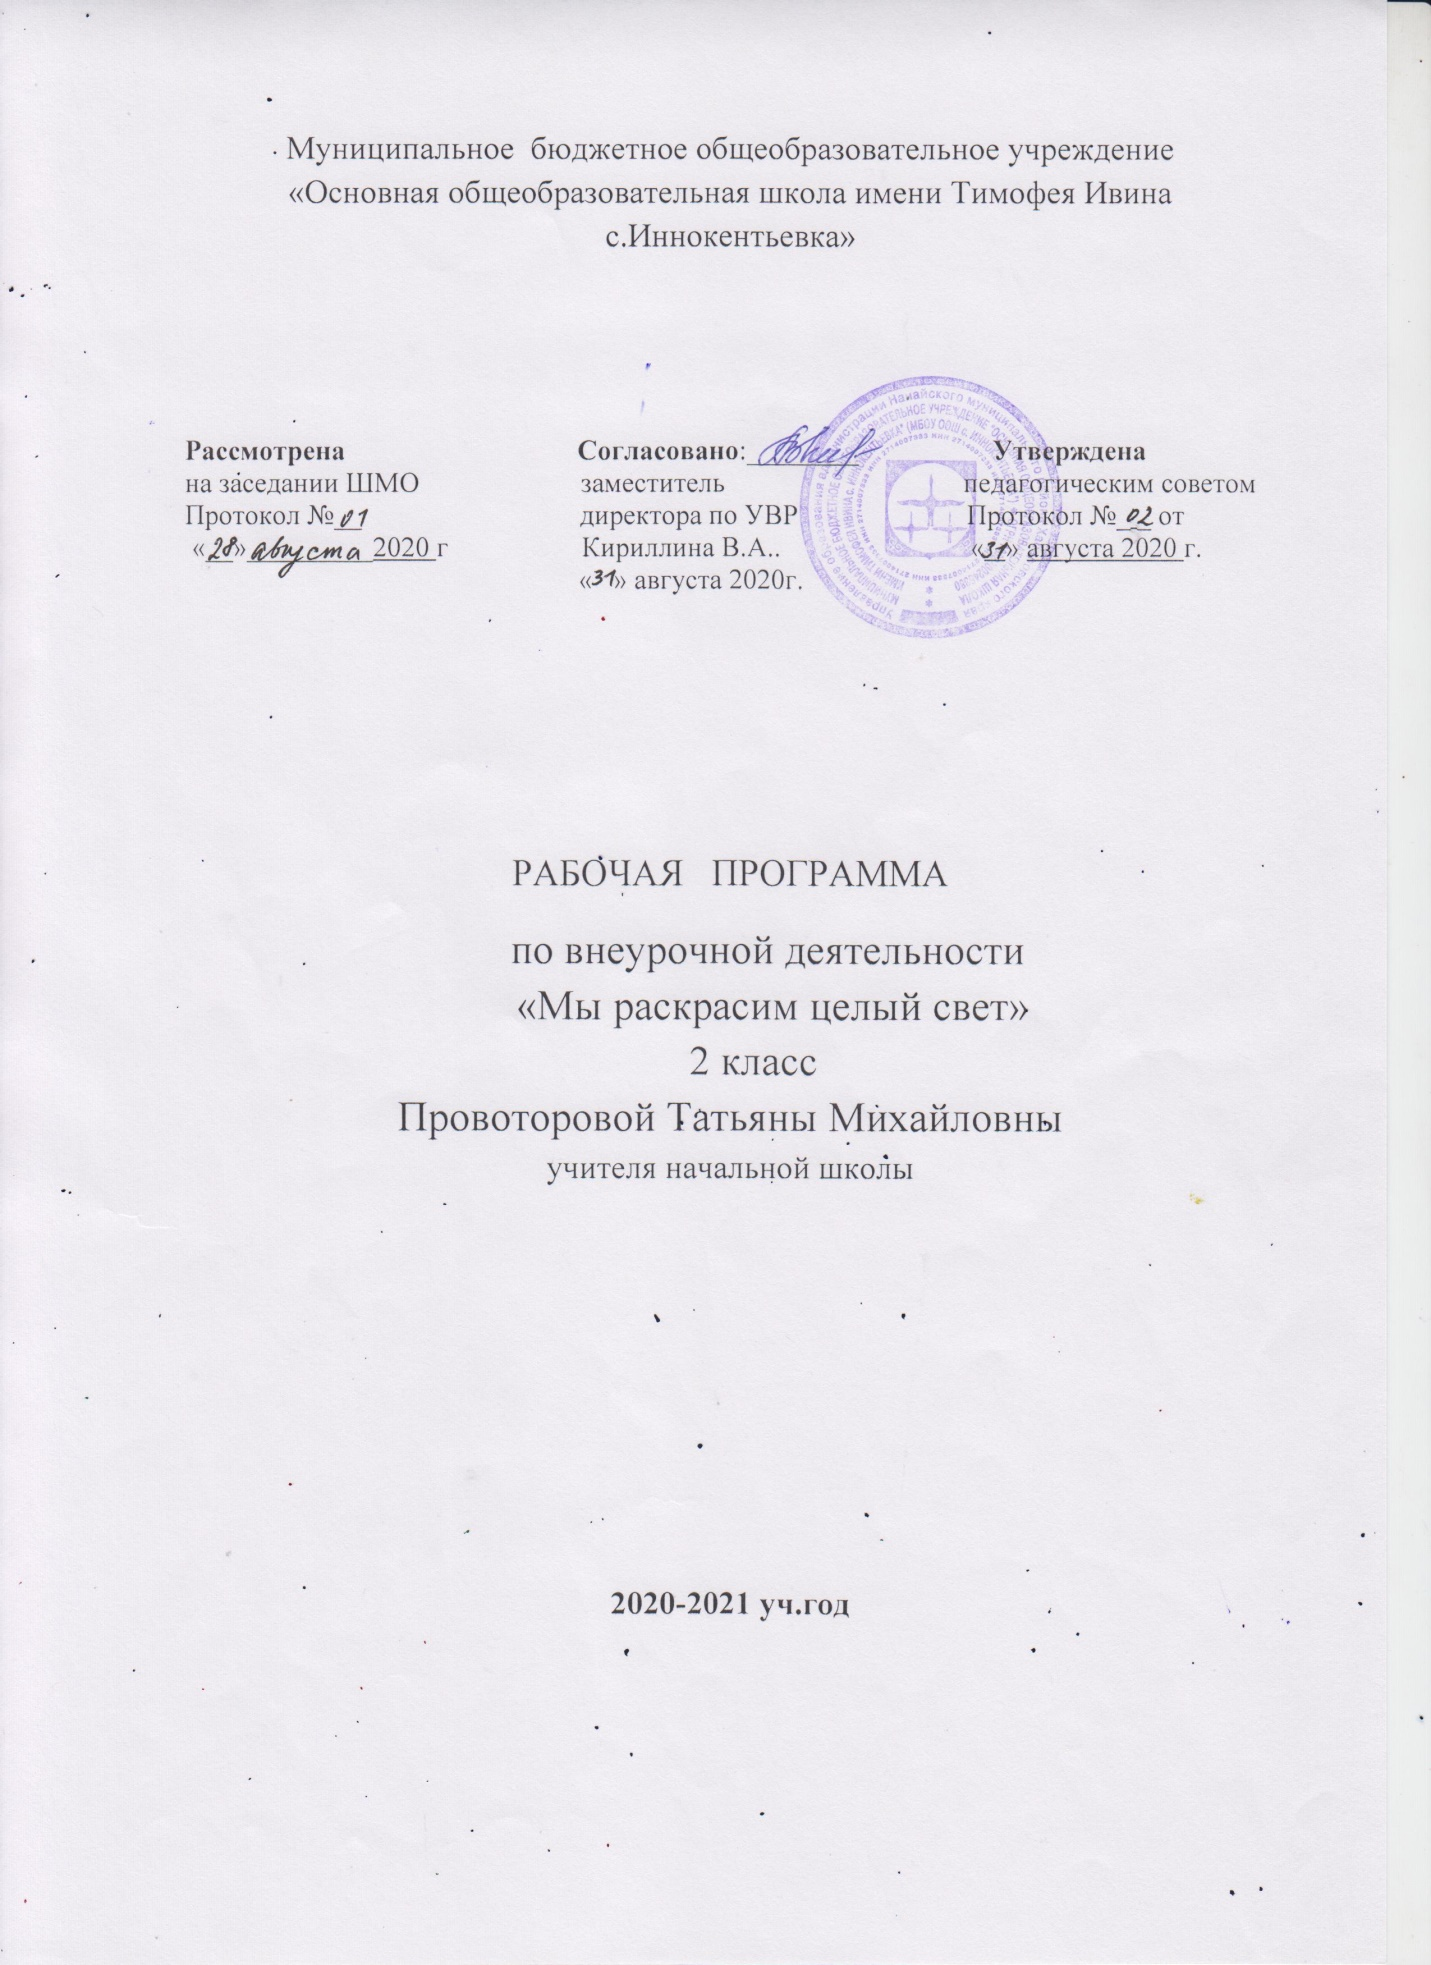 Муниципальное бюджетное общеобразовательное учреждение
«Основная общеобразовательная школа имени Тимофея Ивина
с.Иннокентьевка»
Рассмотрена
на заседании ШМО
Протокол № 01
«28» августа 2020 г
Согласовано:
заместитель
директора по УВР
Кириллина В.А..
«31» августа 2020г.
Утверждена
педагогическим советом
Протокол № 02 от
«31» августа 2020 г.
РАБОЧАЯ ПРОГРАММА
по внеурочной деятельности
«Мы раскрасим целый свет»
2 класс
Провоторовой Татьяны Михайловны
учителя начальной школы
2020-2021 уч.год